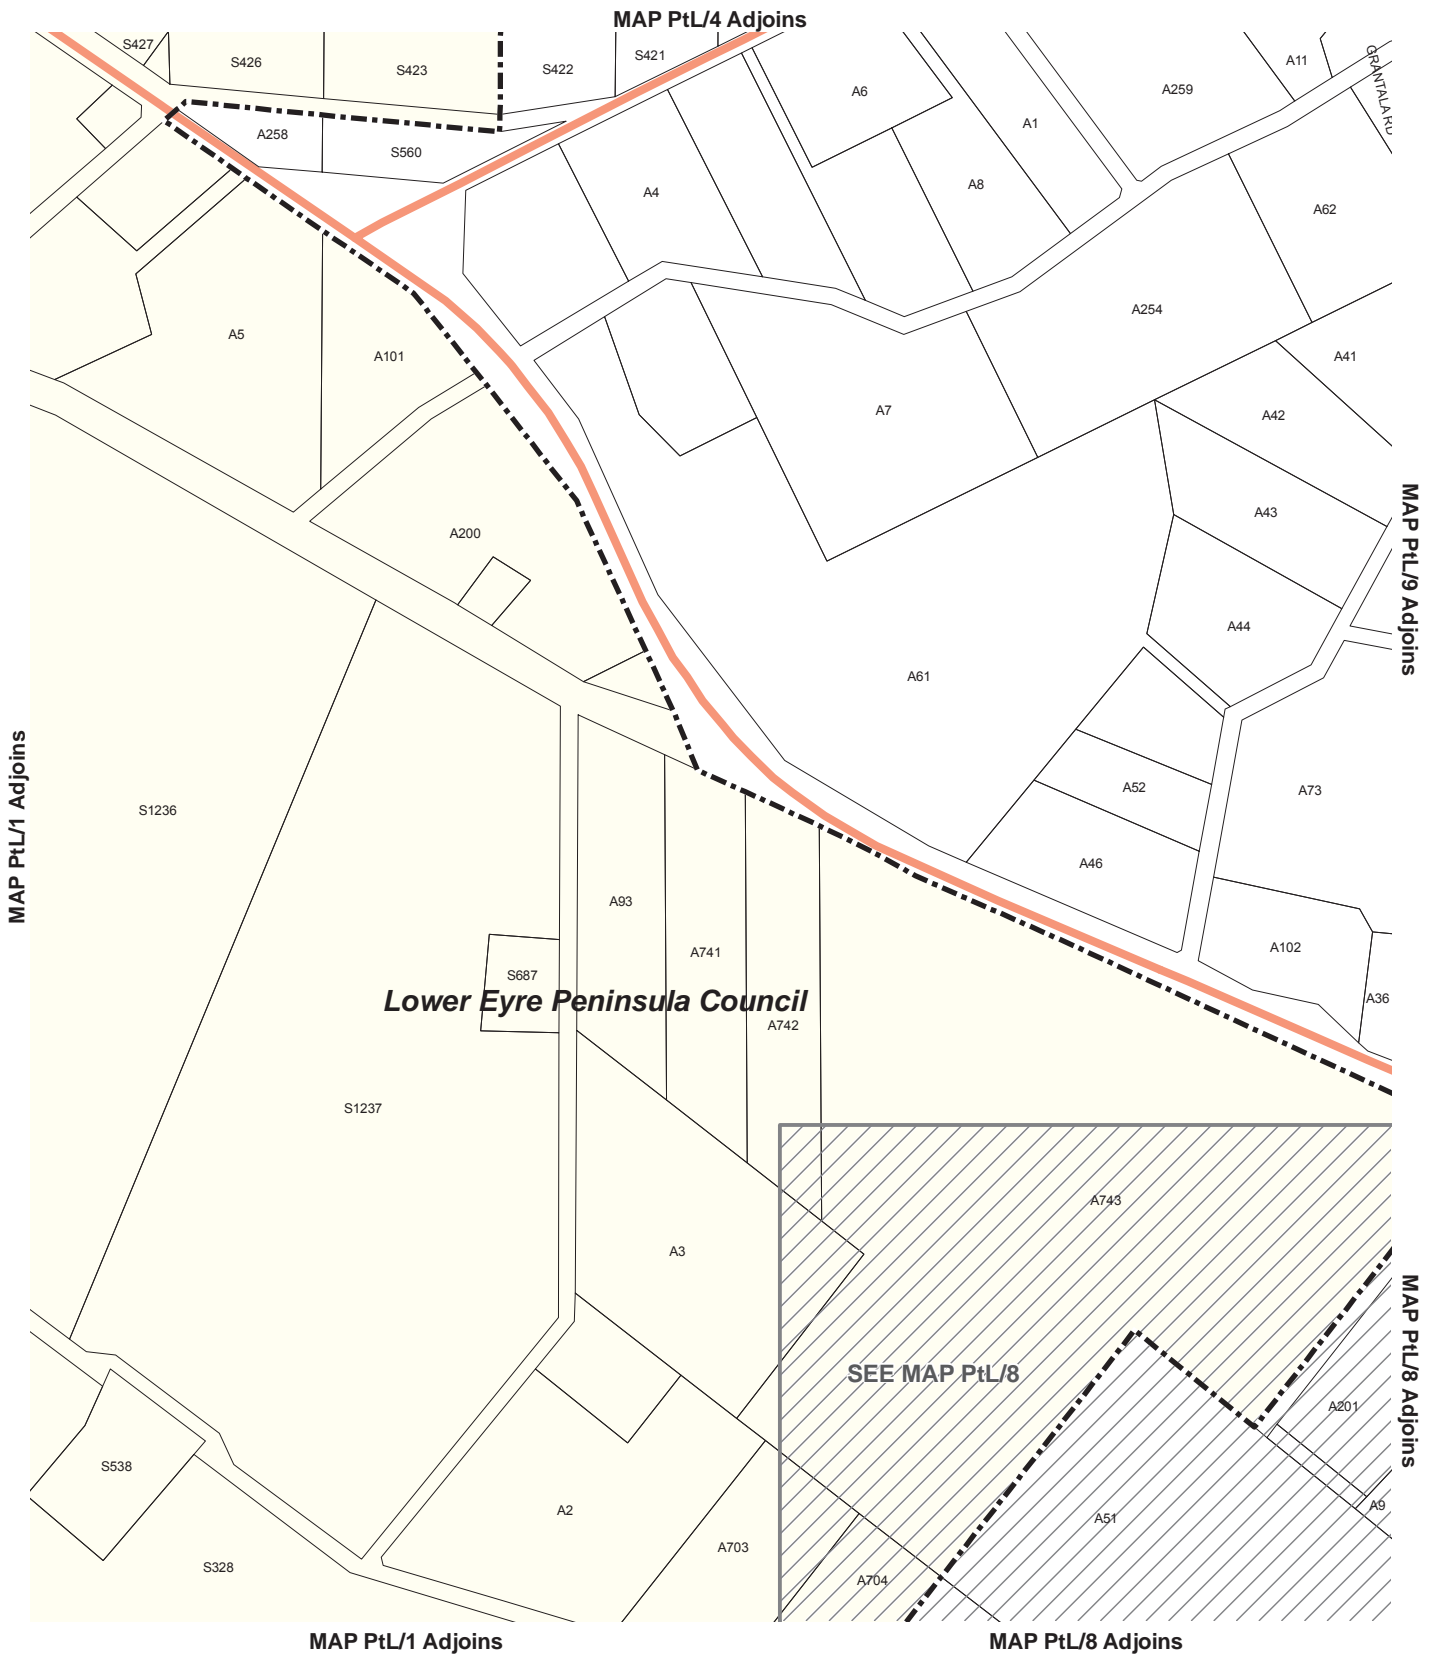 MAP PtL/4 Adjoins
S427
S426
S423
S422
S421
A6
A259
A11
GRANTALA RD
A258
S560
A1
A4
A8
A62
A5
A101
A254
A41
A7
A42
A200
A43
MAP PtL/9 Adjoins
A44
A61
MAP PtL/1 Adjoins
S1236
A52
A73
A46
A93
A741
S687
A102
Lower Eyre Peninsula Council
A36
A742
S1237
A743
A3
MAP PtL/8 Adjoins
SEE MAP PtL/8
A201
S538
A2
A51
A9
A703
S328
A704
MAP PtL/1 Adjoins
MAP PtL/8 Adjoins